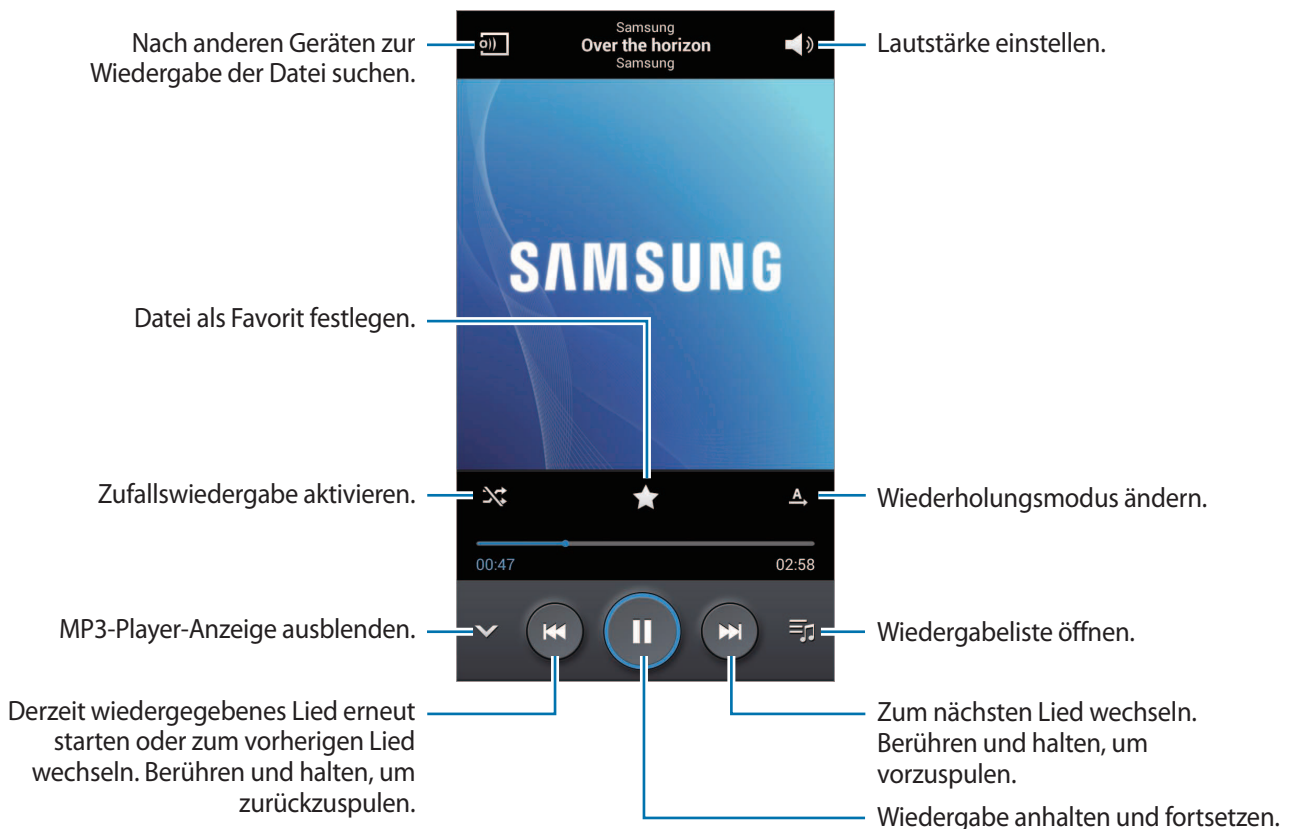 Nach anderen Geräten zur
Wiedergabe der Datei suchen.
Samsung
Over the horizon
Samsung
Lautstärke einstellen.
SAMSUNG
Datei als Favorit festlegen.
Zufallswiedergabe aktivieren.
A
Wiederholungsmodus ändern.
00:47
02:58
MP3-Player-Anzeige ausblenden.
Wiedergabeliste öffnen.
Derzeit wiedergegebenes Lied erneut
starten oder zum vorherigen Lied
wechseln. Berühren und halten, um
zurückzuspulen.
Zum nächsten Lied wechseln.
Berühren und halten, um
vorzuspulen.
Wiedergabe anhalten und fortsetzen.